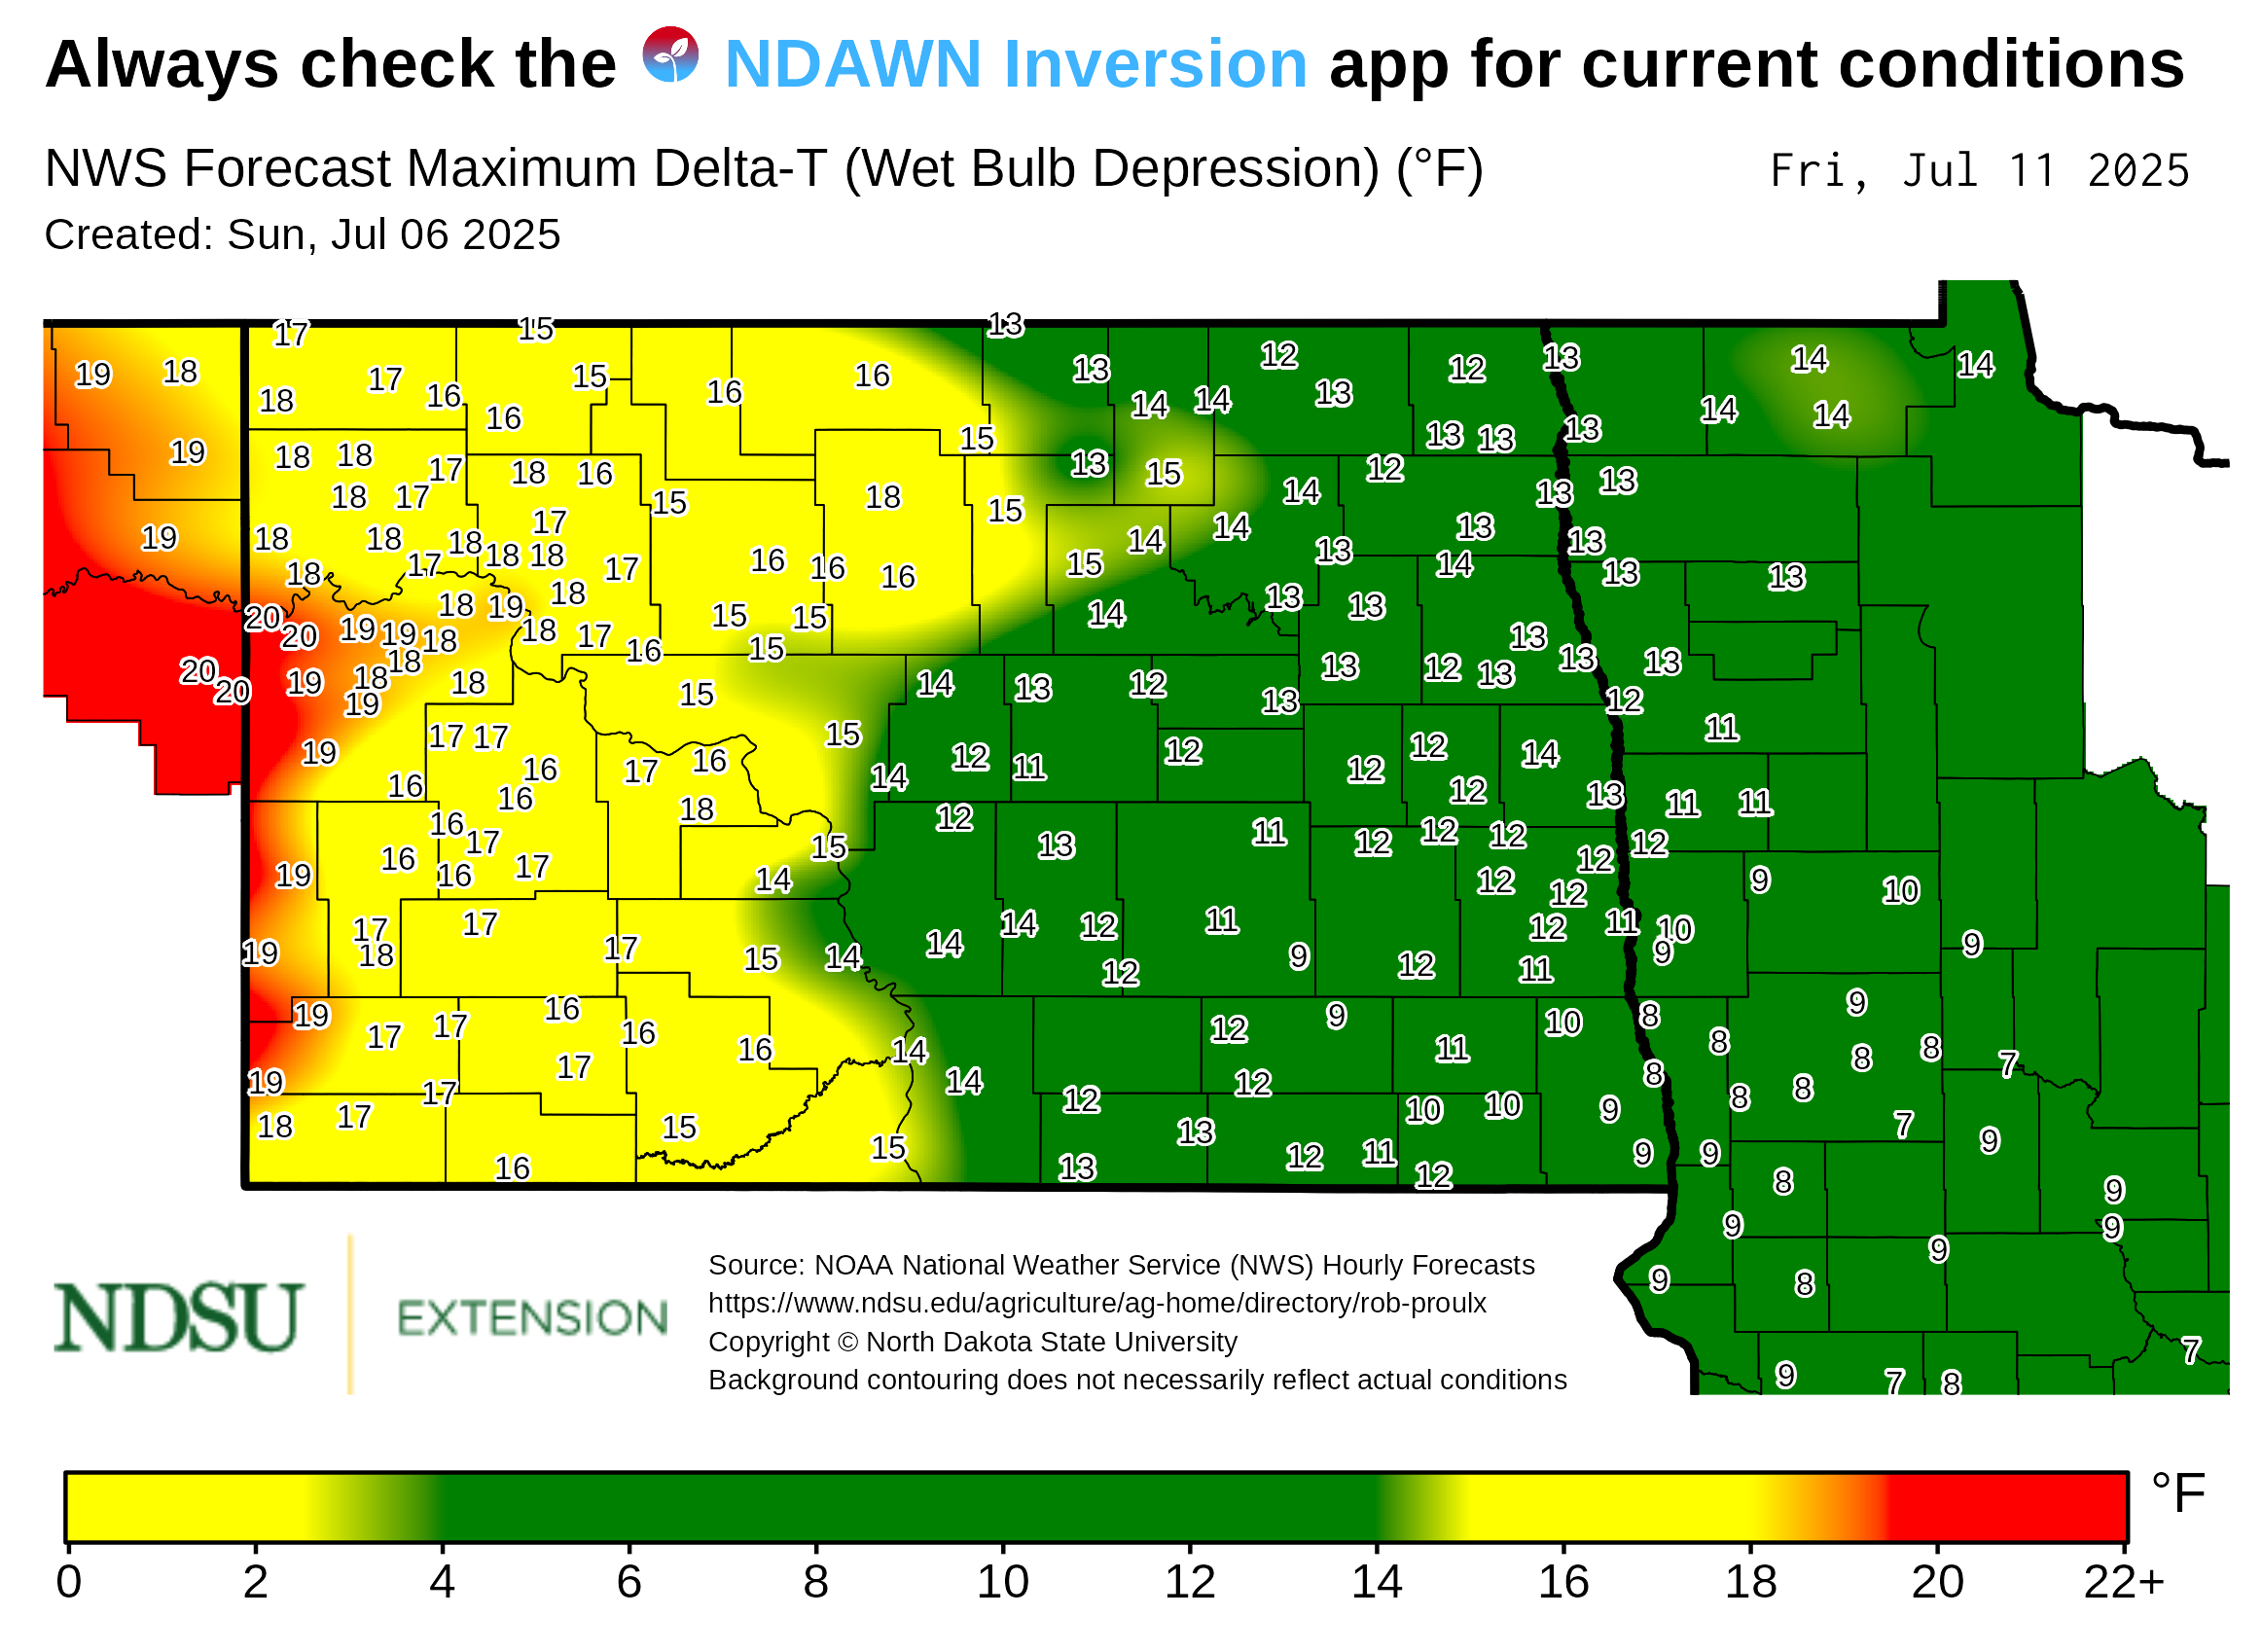 Always check the NDAWN Inversion app for current conditions
NWS Forecast Maximum Delta-T (Wet Bulb Depression) (°F) Fri, Jul 11 2025
Created: Sun, Jul 06 2025
17 15 13
19 18 17 16 15 16 16 13 12 12 13 14 14
18 16 14 14 13 14 14
19 18 18 17 18 16 15 13 15 12 13 13 13 13
18 17 15 18 15 14 13 13
19 18 18 18 17 18 18 17 14 14 13 13
18 17 16 16 16 15 13 14 13 13
20 20 19 19 18 18 19 18 18 17 15 15 14 13 13
20 20 19 18 18 18 16 15 13 12 13 13 13 13
19 15 14 13 12 13 12
19 17 17 15 12 11 12 12 14 11
16 16 17 16 14 12 12 13 11 11
16 16 18 12 11 12 12 12
16 17 15 13 12 12 12
19 16 17 14 12 12 9 10
17 17 14 12 11 12 11 10
19 18 17 15 14 14 12 9 12 11 9 9
19 17 17 16 16 12 9 11 10 8 8 9
17 16 14 8 8 7
19 17 14 12 12 10 10 9 8 8 8
18 17 15 15 13 12 11 9 9 7 9
16 13 12 8 9
9 9 9
9 8
7
9 7 8
NDSU
EXTENSION
Source: NOAA National Weather Service (NWS) Hourly Forecasts
https://www.ndsu.edu/agriculture/ag-home/directory/rob-proulx
Copyright © North Dakota State University
Background contouring does not necessarily reflect actual conditions
°F
0 2 4 6 8 10 12 14 16 18 20 22+